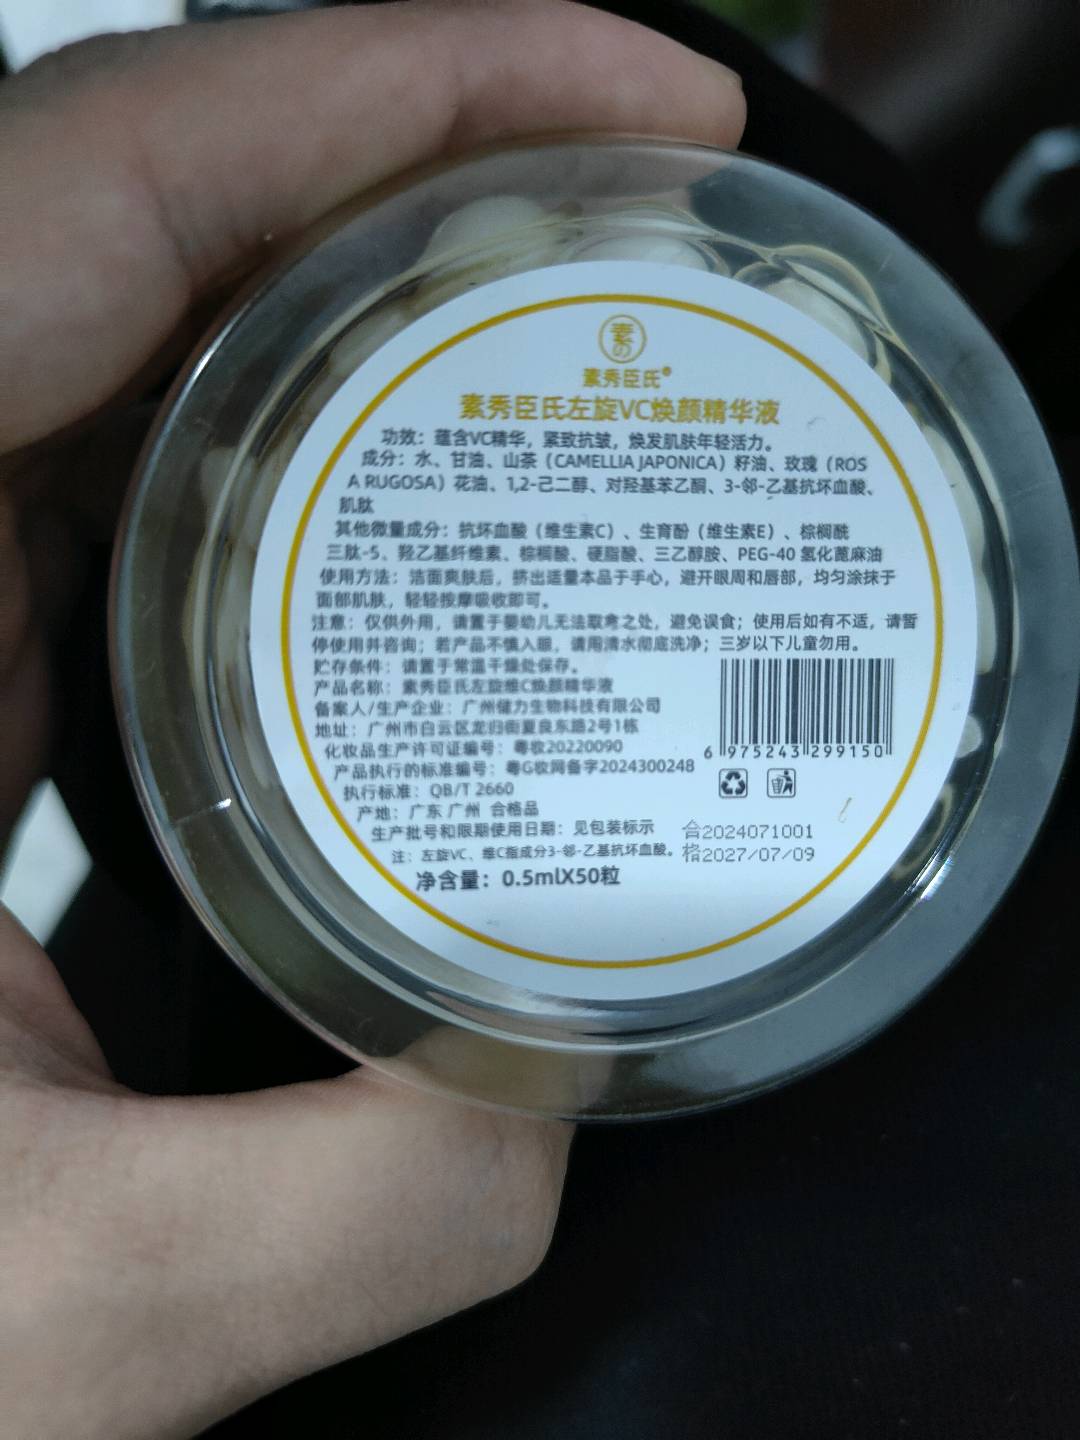 素の
素秀臣氏®
素秀臣氏左旋VC焕颜精华液
功效：蕴含VC精华，紧致抗皱，焕发肌肤年轻活力。
成分：水、甘油、山茶（CAMELLIA JAPONICA）籽油、玫瑰（ROS
A RUGOSA）花油、1,2-己二醇、对羟基苯乙酮、3-邻-乙基抗坏血酸、
肌肽
其他微量成分：抗坏血酸（维生素C）、生育酚（维生素E）、棕榈酰
三肽-5、羟乙基纤维素、棕榈酸、硬脂酸、三乙醇胺、PEG-40 氢化蓖麻油
使用方法：洁面爽肤后，挤出适量本品于手心，避开眼周和唇部，均匀涂抹于
面部肌肤，轻轻按摩吸收即可。
注意：仅供外用，请置于婴幼儿无法取拿之处，避免误食；使用后如有不适，请暂
停使用并咨询；若产品不慎入眼，请用清水彻底洗净；三岁以下儿童勿用。
贮存条件：请置于常温干燥处保存。
产品名称：素秀臣氏左旋维C焕颜精华液
备案人/生产企业：广州健力生物科技有限公司
地址：广州市白云区龙归街夏良东路2号1栋
化妆品生产许可证编号：粤妆20220090
产品执行的标准编号：粤G妆网备字2024300248
执行标准：QB/T 2660
产地：广东 广州 合格品
生产批号和限期使用日期：见包装标示
注：左旋VC、维C指成分3-邻-乙基抗坏血酸。
净含量：0.5mlX50粒
6 975243 299150
合2024071001
格2027/07/09